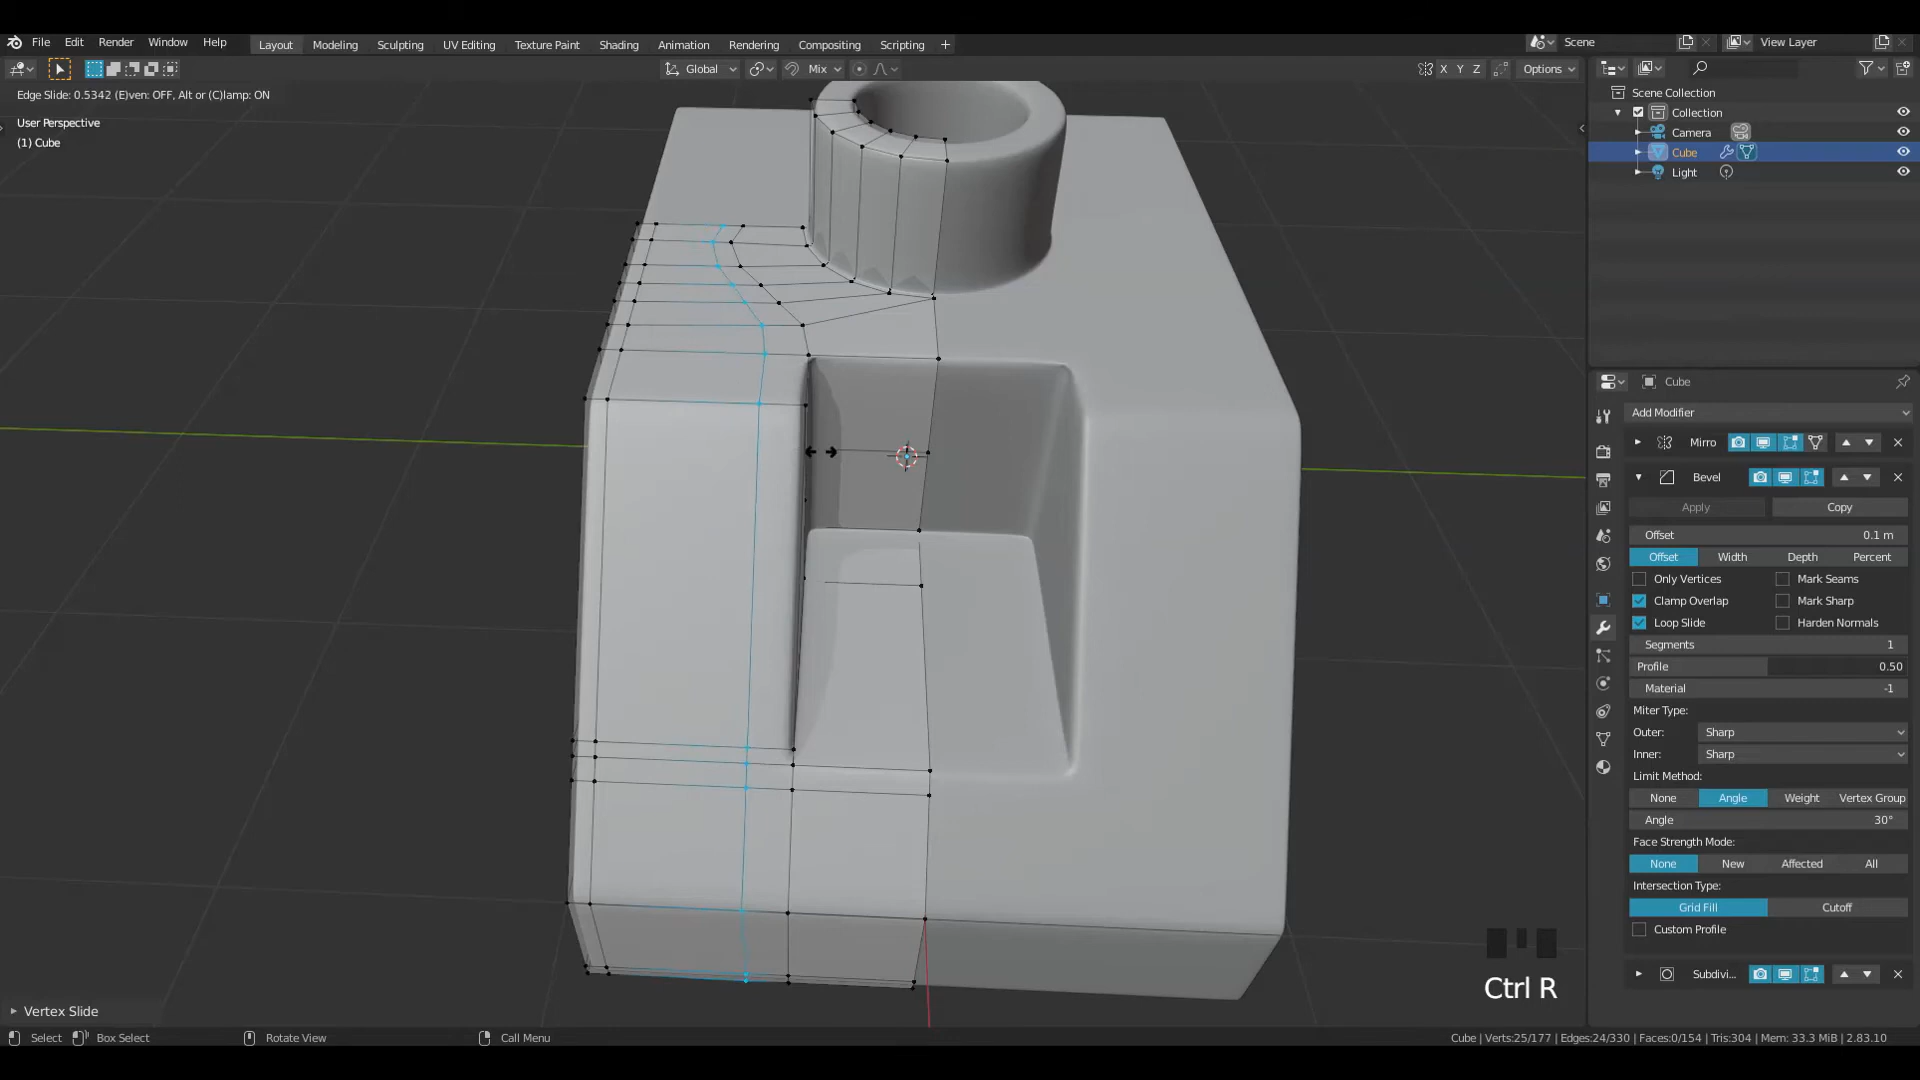 File Edit Render Window Help Layout Modeling Sculpting UV Editing Texture Paint Shading Animation Rendering Compositing Scripting + Scene View Layer
Global Mix X Y Z Options
Edge Slide: 0.5342 (E)ven: OFF, Alt or (C)lamp: ON
User Perspective
(1) Cube
Scene Collection
Collection
Camera
Cube
Light
Cube
Add Modifier
Mirro
Bevel
Apply Copy
Offset 0.1 m
Offset Width Depth Percent
Only Vertices Mark Seams
Clamp Overlap Mark Sharp
Loop Slide Harden Normals
Segments 1
Profile 0.50
Material -1
Miter Type:
Outer: Sharp
Inner: Sharp
Limit Method:
None Angle Weight Vertex Group
Angle 30°
Face Strength Mode:
None New Affected All
Intersection Type:
Grid Fill Cutoff
Custom Profile
Subdivi...
Ctrl R
Vertex Slide
Select Box Select Rotate View Call Menu Cube | Verts:25/177 | Edges:24/330 | Faces:0/154 | Tris:304 | Mem: 33.3 MiB | 2.83.10